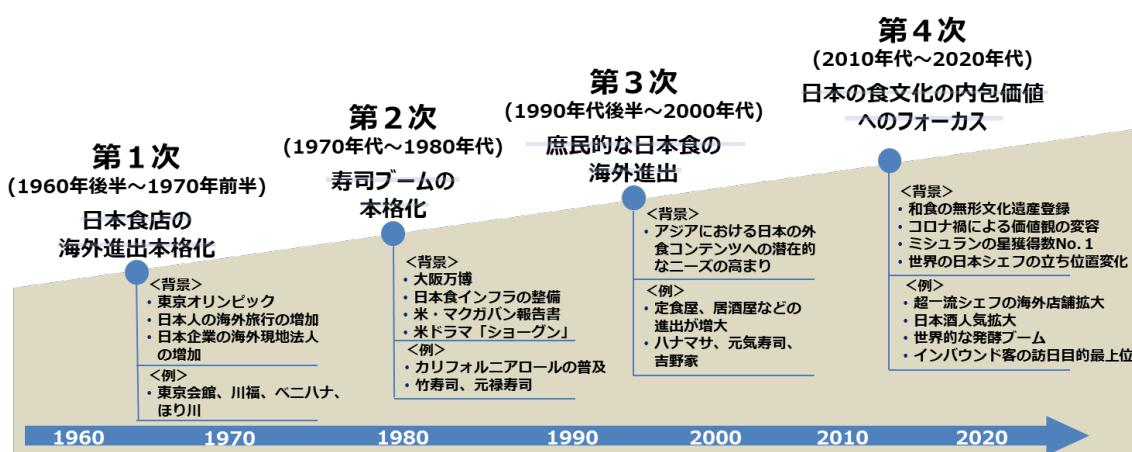 第１次
(1960年後半～1970年前半)
日本食店の
海外進出本格化
＜背景＞
・東京オリンピック
・日本人の海外旅行の増加
・日本企業の海外現地法人
の増加
＜例＞
・東京会館、川福、ベニハナ、
ほり川
第２次
(1970年代～1980年代)
寿司ブームの
本格化
＜背景＞
・大阪万博
・日本食インフラの整備
・米・マクガバン報告書
・米ドラマ「ショーグン」
＜例＞
・カリフォルニアロールの普及
・竹寿司、元禄寿司
第３次
(1990年代後半～2000年代)
庶民的な日本食の
海外進出
＜背景＞
・アジアにおける日本の外
食コンテンツへの潜在的
なニーズの高まり
＜例＞
・定食屋、居酒屋などの
進出が増大
・ハナマサ、元気寿司、
吉野家
第４次
(2010年代～2020年代)
日本の食文化の内包価値
へのフォーカス
＜背景＞
・和食の無形文化遺産登録
・コロナ禍による価値観の変容
・ミシュランの星獲得数No.1
・世界の日本シェフの立ち位置変化
＜例＞
・超一流シェフの海外店舗拡大
・日本酒人気拡大
・世界的な発酵ブーム
・インバウンド客の訪日目的最上位
1960 1970 1980 1990 2000 2010 2020